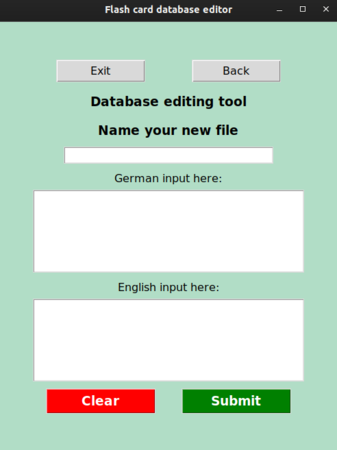 Flash card database editor
Exit Back
Database editing tool
Name your new file
German input here:
English input here:
Clear Submit